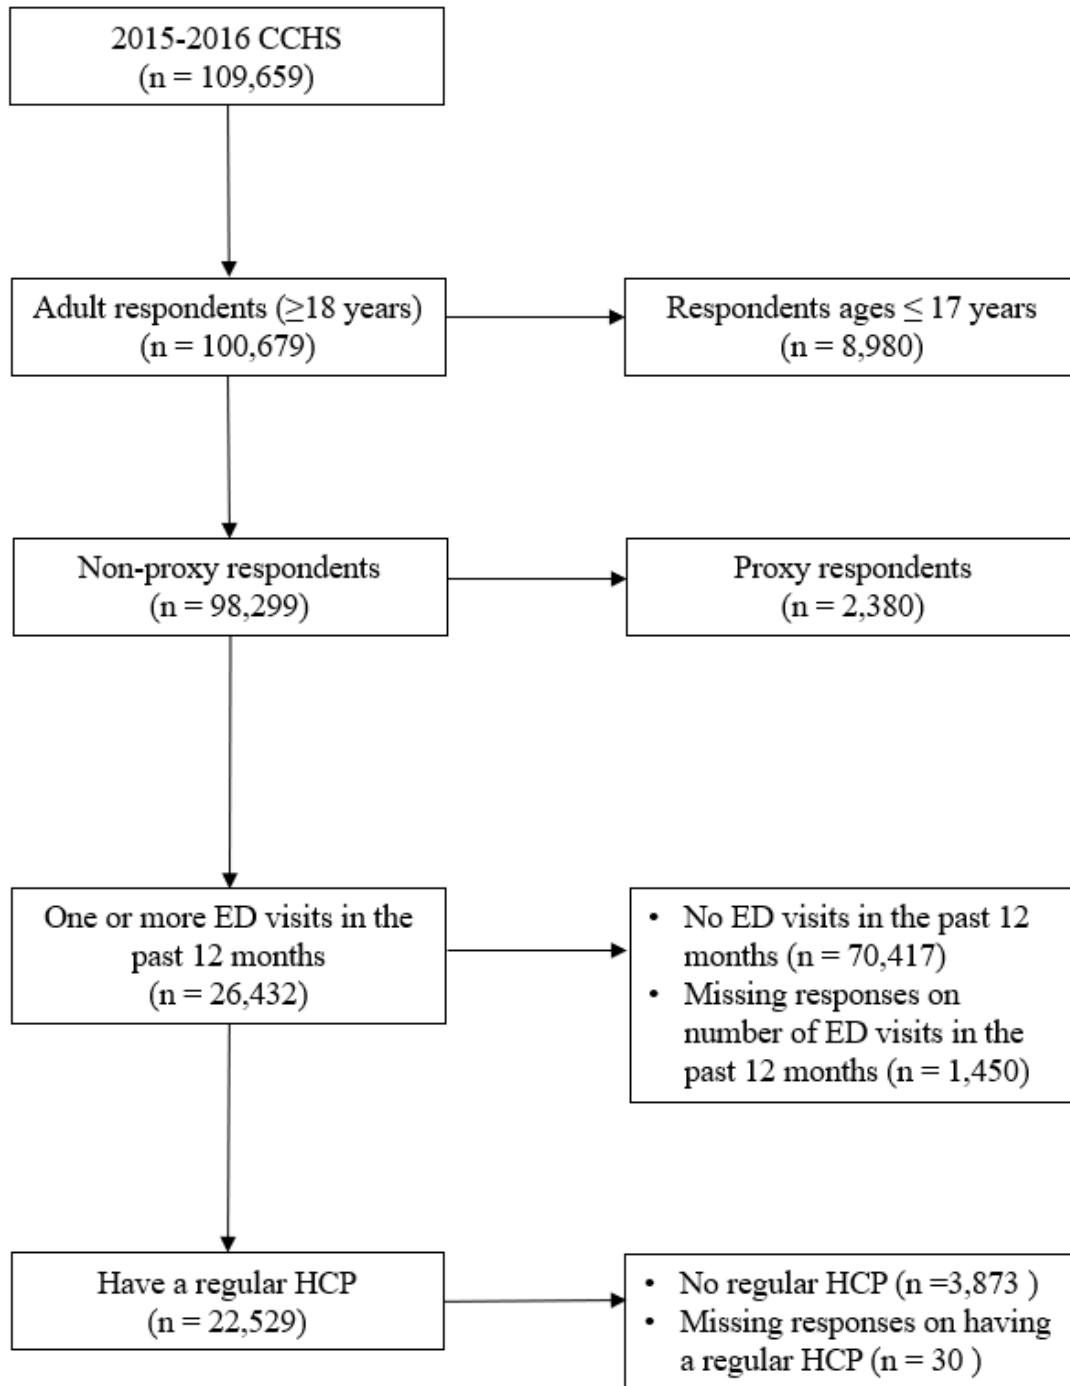 2015-2016 CCHS
(n = 109,659)
Adult respondents (≥18 years)
(n = 100,679)
Respondents ages ≤ 17 years
(n = 8,980)
Non-proxy respondents
(n = 98,299)
Proxy respondents
(n = 2,380)
One or more ED visits in the
past 12 months
(n = 26,432)
• No ED visits in the past 12
months (n = 70,417)
• Missing responses on
number of ED visits in the
past 12 months (n = 1,450)
Have a regular HCP
(n = 22,529)
• No regular HCP (n =3,873 )
• Missing responses on having
a regular HCP (n = 30 )